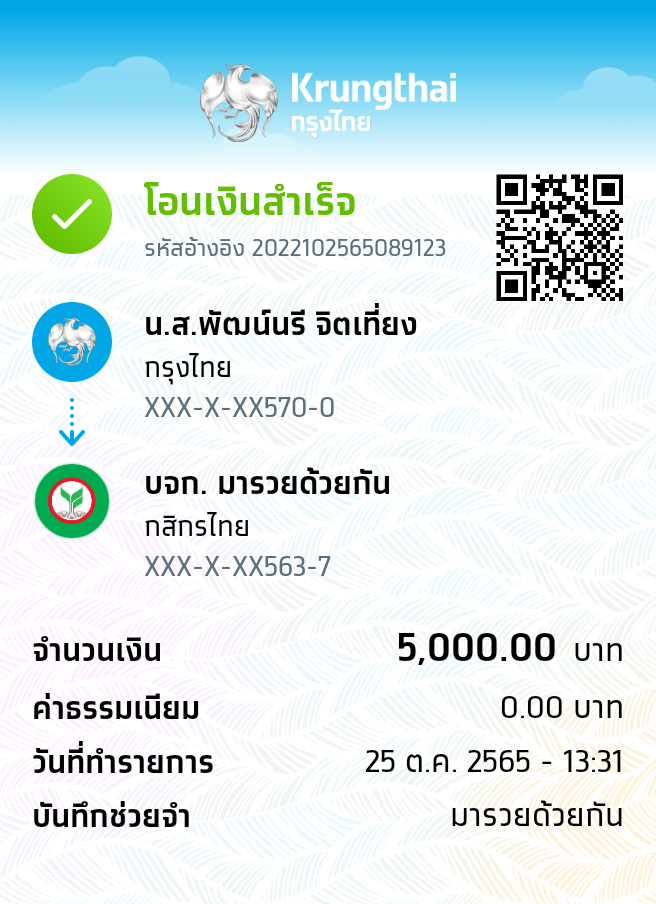 Krungthai
กรุงไทย
โอนเงินสำเร็จ
รหัสอ้างอิง 2022102565089123
น.ส.พัฒน์นรี จิตเที่ยง
กรุงไทย
XXX-X-XX570-0
บจก. มารวยด้วยกัน
กสิกรไทย
XXX-X-XX563-7
จำนวนเงิน 5,000.00 บาท
ค่าธรรมเนียม 0.00 บาท
วันที่ทำรายการ 25 ต.ค. 2565 - 13:31
บันทึกช่วยจำ มารวยด้วยกัน